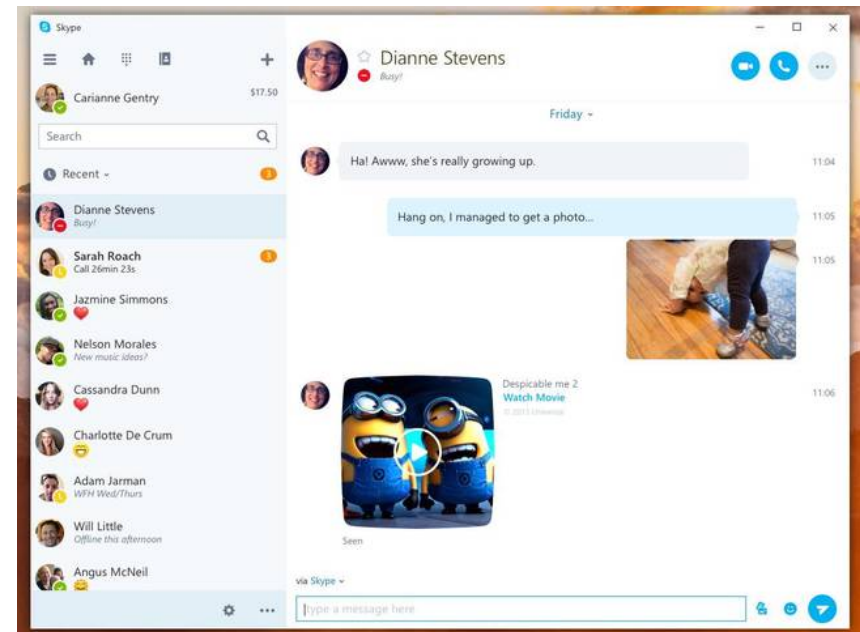 Skype
Carianne Gentry
$17.50
Search
Recent
3
Dianne Stevens
Busy!
Sarah Roach
3
Call 26min 23s
Jazmine Simmons
Nelson Morales
New music ideas?
Cassandra Dunn
Charlotte De Crum
Adam Jarman
WFH Wed/Thurs
Will Little
Offline this afternoon
Angus McNeil
Dianne Stevens
Busy!
Friday
Ha! Awww, she's really growing up.
11:04
Hang on, I managed to get a photo...
11:05
11:05
Despicable me 2
11:06
Watch Movie
© 2013 Universal
Seen
via Skype
type a message here